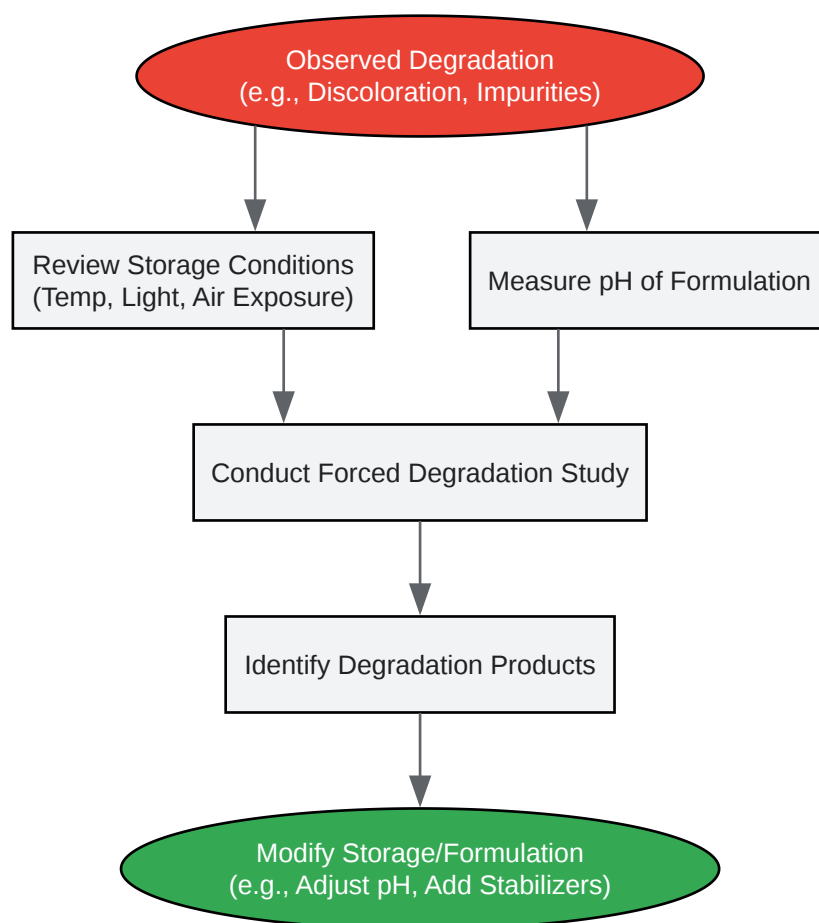 Observed Degradation
(e.g., Discoloration, Impurities)
Review Storage Conditions
(Temp, Light, Air Exposure)
Measure pH of Formulation
Conduct Forced Degradation Study
Identify Degradation Products
Modify Storage/Formulation
(e.g., Adjust pH, Add Stabilizers)